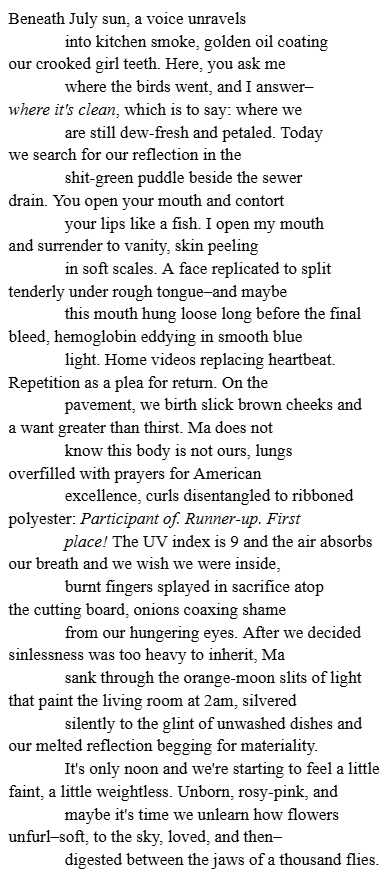 Beneath July sun, a voice unravels
into kitchen smoke, golden oil coating
our crooked girl teeth. Here, you ask me
where the birds went, and I answer–
where it's clean, which is to say: where we
are still dew-fresh and petaled. Today
we search for our reflection in the
shit-green puddle beside the sewer
drain. You open your mouth and contort
your lips like a fish. I open my mouth
and surrender to vanity, skin peeling
in soft scales. A face replicated to split
tenderly under rough tongue–and maybe
this mouth hung loose long before the final
bleed, hemoglobin eddying in smooth blue
light. Home videos replacing heartbeat.
Repetition as a plea for return. On the
pavement, we birth slick brown cheeks and
a want greater than thirst. Ma does not
know this body is not ours, lungs
overfilled with prayers for American
excellence, curls disentangled to ribboned
polyester: Participant of. Runner-up. First
place! The UV index is 9 and the air absorbs
our breath and we wish we were inside,
burnt fingers splayed in sacrifice atop
the cutting board, onions coaxing shame
from our hungering eyes. After we decided
sinlessness was too heavy to inherit, Ma
sank through the orange-moon slits of light
that paint the living room at 2am, silvered
silently to the glint of unwashed dishes and
our melted reflection begging for materiality.
It's only noon and we're starting to feel a little
faint, a little weightless. Unborn, rosy-pink, and
maybe it's time we unlearn how flowers
unfurl–soft, to the sky, loved, and then–
digested between the jaws of a thousand flies.